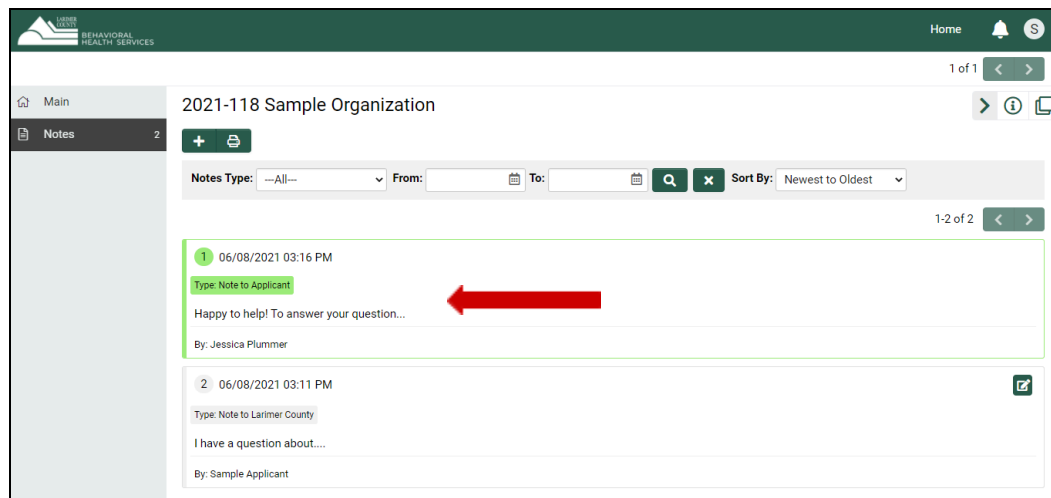 LARIMER
COUNTY
BEHAVIORAL
HEALTH SERVICES
Home
S
1 of 1
Main
Notes 2
2021-118 Sample Organization
Notes Type: ---All--- From: To: Sort By: Newest to Oldest
1-2 of 2
1 06/08/2021 03:16 PM
Type: Note to Applicant
Happy to help! To answer your question...
By: Jessica Plummer
2 06/08/2021 03:11 PM
Type: Note to Larimer County
I have a question about....
By: Sample Applicant